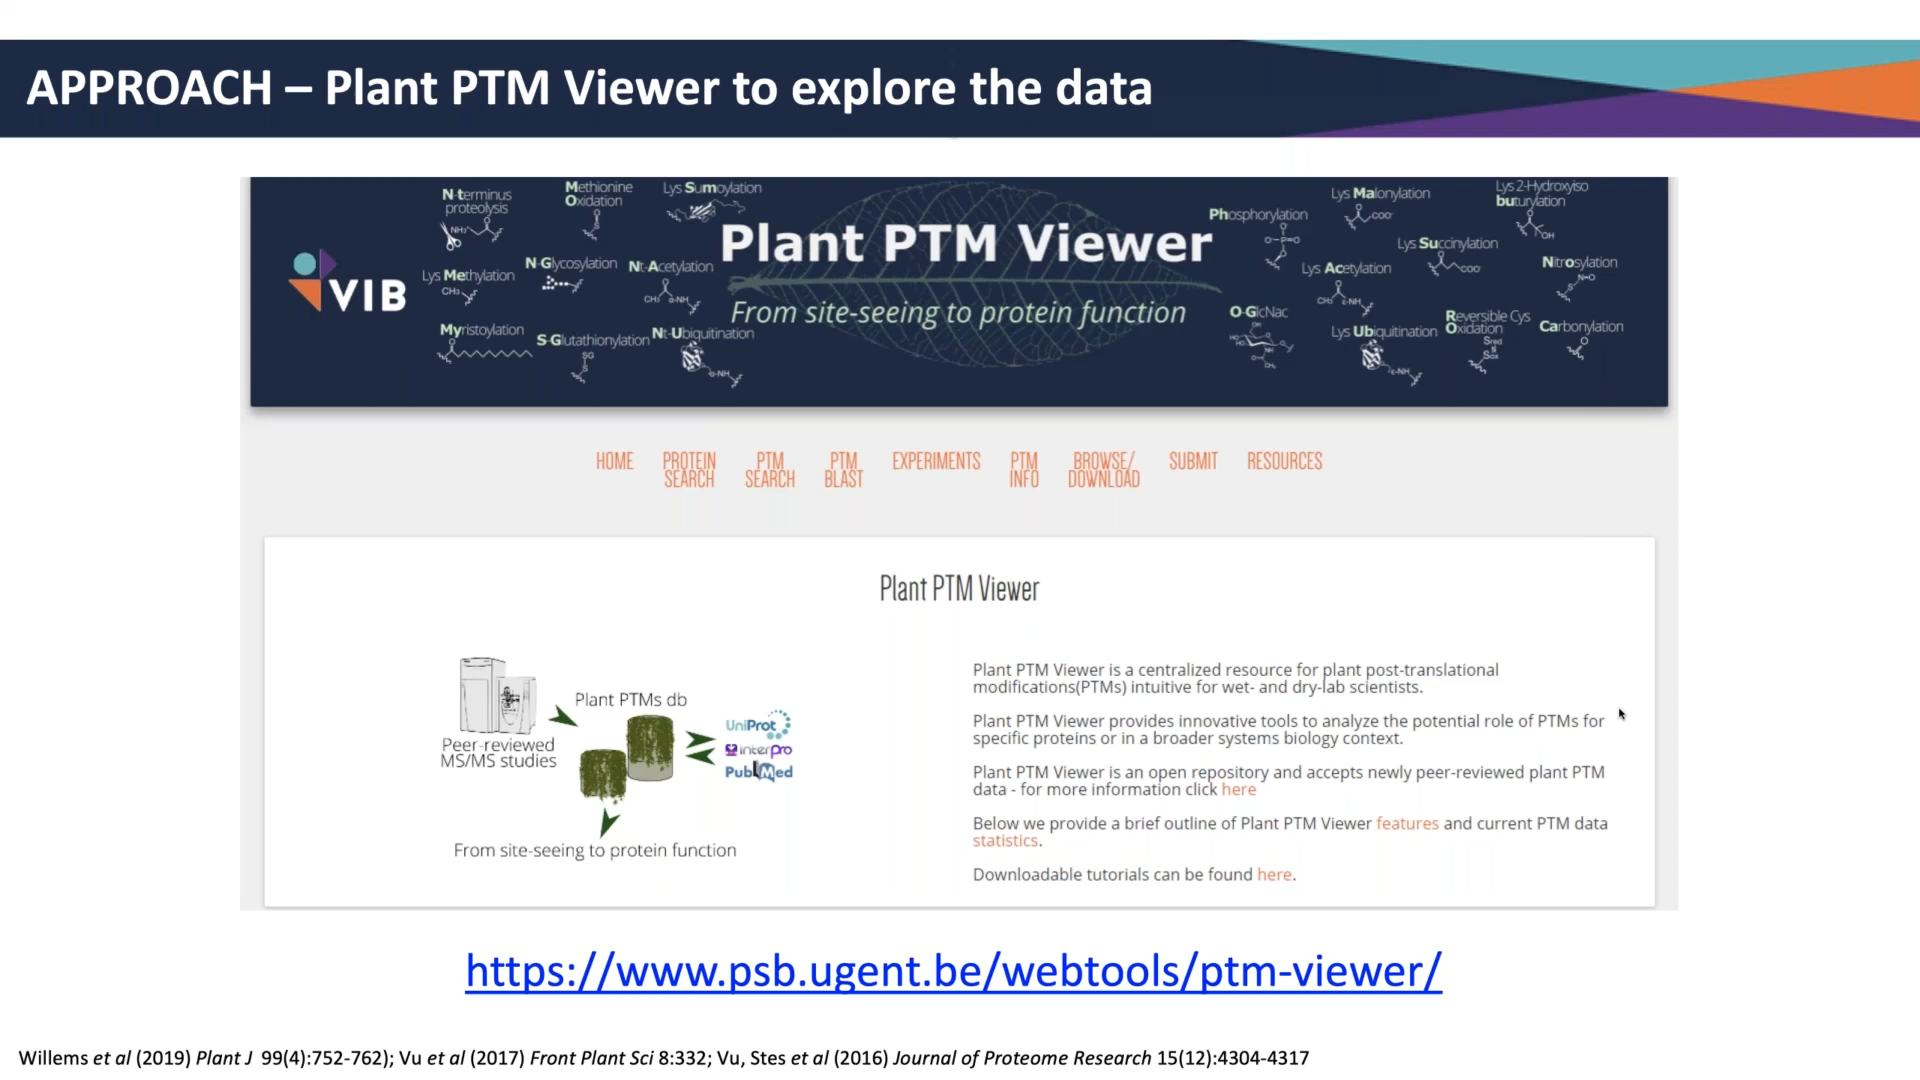 APPROACH – Plant PTM Viewer to explore the data
N-terminus
proteolysis
Methionine
Oxidation
Lys Sumoylation
Lys Malonylation
Lys 2-Hydroxyiso
buturylation
Phosphorylation
Plant PTM Viewer
Lys Succinylation
VIB
Lys Methylation
N-Glycosylation
Nt-Acetylation
Lys Acetylation
Nitrosylation
From site-seeing to protein function
O-GlcNac
Myristoylation
S-Glutathionylation
Nt-Ubiquitination
Lys Ubiquitination
Reversible Cys
Oxidation
Carbonylation
HOME
PROTEIN
SEARCH
PTM
SEARCH
PTM
BLAST
EXPERIMENTS
PTM
INFO
BROWSE/
DOWNLOAD
SUBMIT
RESOURCES
Plant PTM Viewer
Peer-reviewed
MS/MS studies
Plant PTMs db
UniProt
interpro
PubMed
From site-seeing to protein function
Plant PTM Viewer is a centralized resource for plant post-translational
modifications(PTMs) intuitive for wet- and dry-lab scientists.
Plant PTM Viewer provides innovative tools to analyze the potential role of PTMs for
specific proteins or in a broader systems biology context.
Plant PTM Viewer is an open repository and accepts newly peer-reviewed plant PTM
data - for more information click here
Below we provide a brief outline of Plant PTM Viewer features and current PTM data
statistics.
Downloadable tutorials can be found here.
https://www.psb.ugent.be/webtools/ptm-viewer/
Willems et al (2019) Plant J 99(4):752-762); Vu et al (2017) Front Plant Sci 8:332; Vu, Stes et al (2016) Journal of Proteome Research 15(12):4304-4317